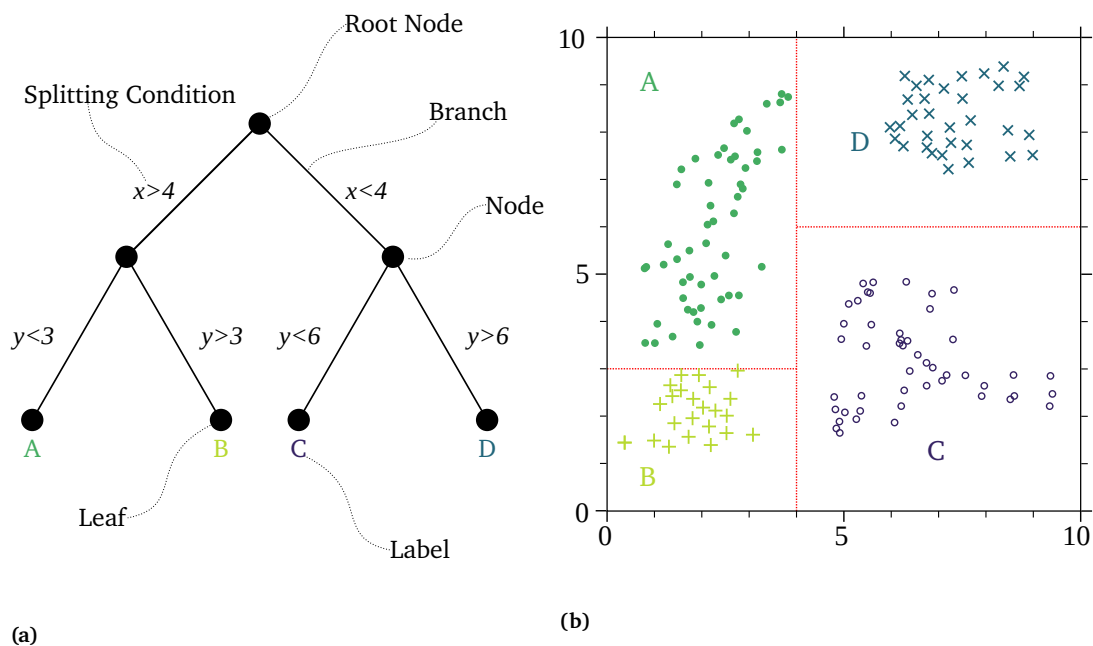 Root Node
Splitting Condition
Branch
x>4
x<4
Node
y<3
y>3
y<6
y>6
A
B
C
D
Leaf
Label
(a)
10
A
D
5
B
C
0
0
5
10
(b)